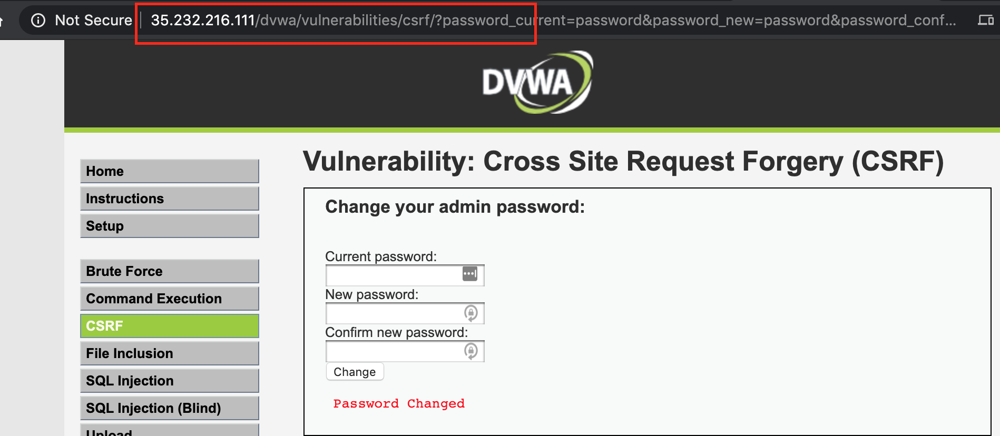 Not Secure | 35.232.216.111/dvwa/vulnerabilities/csrf/?password_current=password&password_new=password&password_conf...
DVWA
Home
Instructions
Setup
Brute Force
Command Execution
CSRF
File Inclusion
SQL Injection
SQL Injection (Blind)
Upload
Vulnerability: Cross Site Request Forgery (CSRF)
Change your admin password:
Current password:
New password:
Confirm new password:
Change
Password Changed